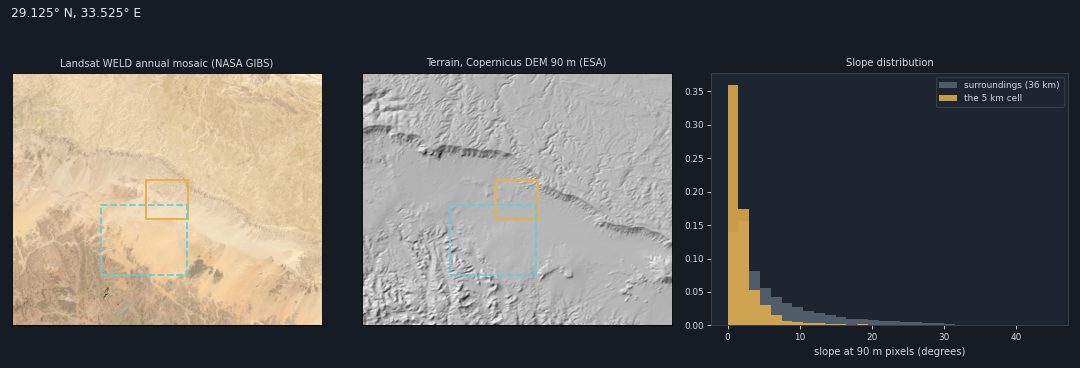 29.125° N, 33.525° E
Landsat WELD annual mosaic (NASA GIBS)
Terrain, Copernicus DEM 90 m (ESA)
Slope distribution
surroundings (36 km)
the 5 km cell
0.35
0.30
0.25
0.20
0.15
0.10
0.05
0.00
0 10 20 30 40
slope at 90 m pixels (degrees)